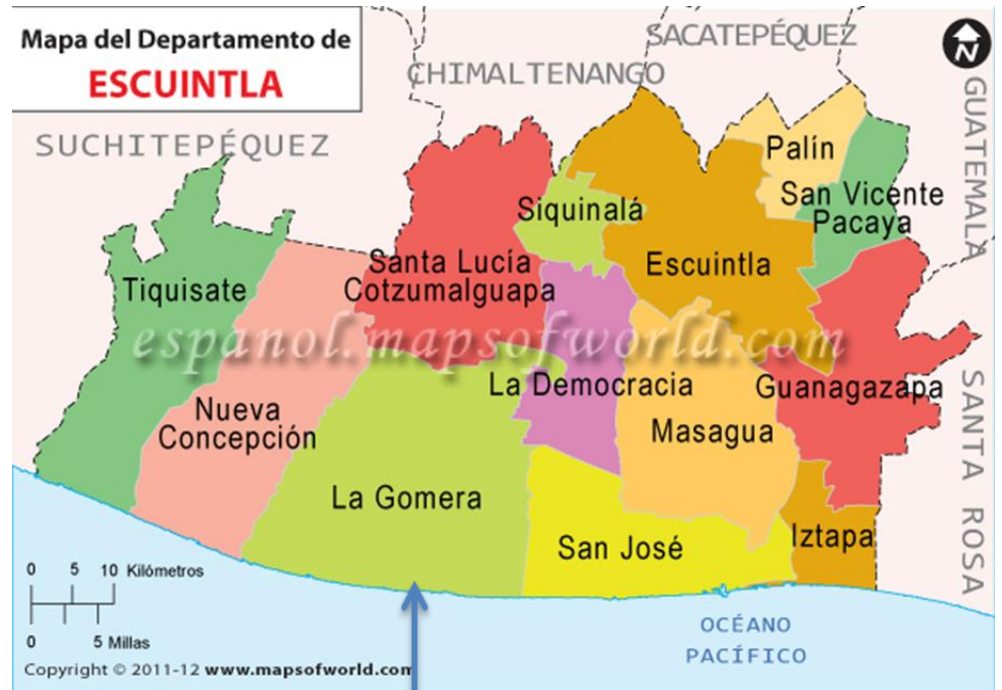 Mapa del Departamento de
ESCUINTLA
SACATEPÉQUEZ
CHIMALTENANGO
N
GUATEMALA
SUCHITEPÉQUEZ
Palín
San Vicente
Pacaya
Siquinalá
Santa Lucía
Cotzumalguapa
Escuintla
Tiquisate
espanol.mapsofworld.com
La Democracia
Guanagazapa
Nueva
Concepción
Masagua
SANTA ROSA
La Gomera
San José
Iztapa
0 5 10 Kilómetros
0 5 Millas
OCÉANO
PACÍFICO
Copyright © 2011-12 www.mapsofworld.com